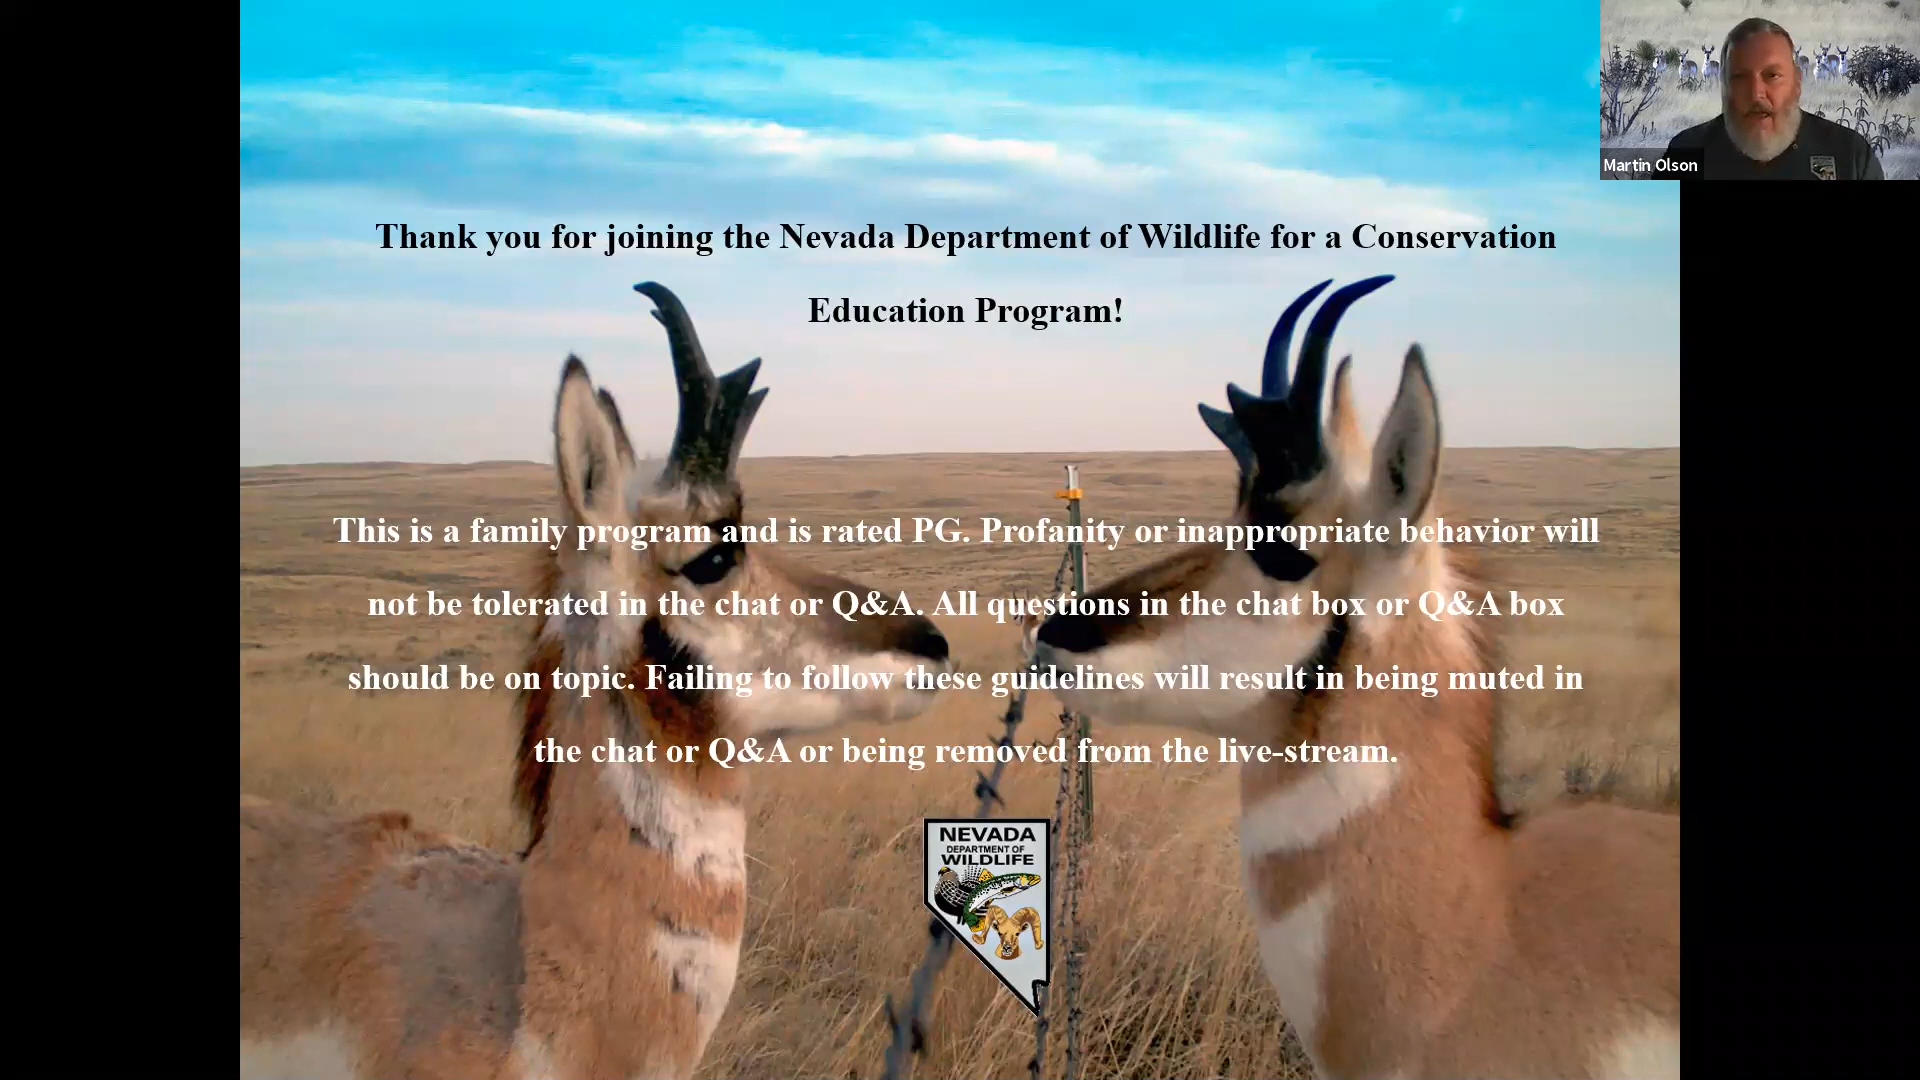 Martin Olson
Thank you for joining the Nevada Department of Wildlife for a Conservation
Education Program!
This is a family program and is rated PG. Profanity or inappropriate behavior will
not be tolerated in the chat or Q&A. All questions in the chat box or Q&A box
should be on topic. Failing to follow these guidelines will result in being muted in
the chat or Q&A or being removed from the live-stream.
NEVADA
DEPARTMENT OF
WILDLIFE